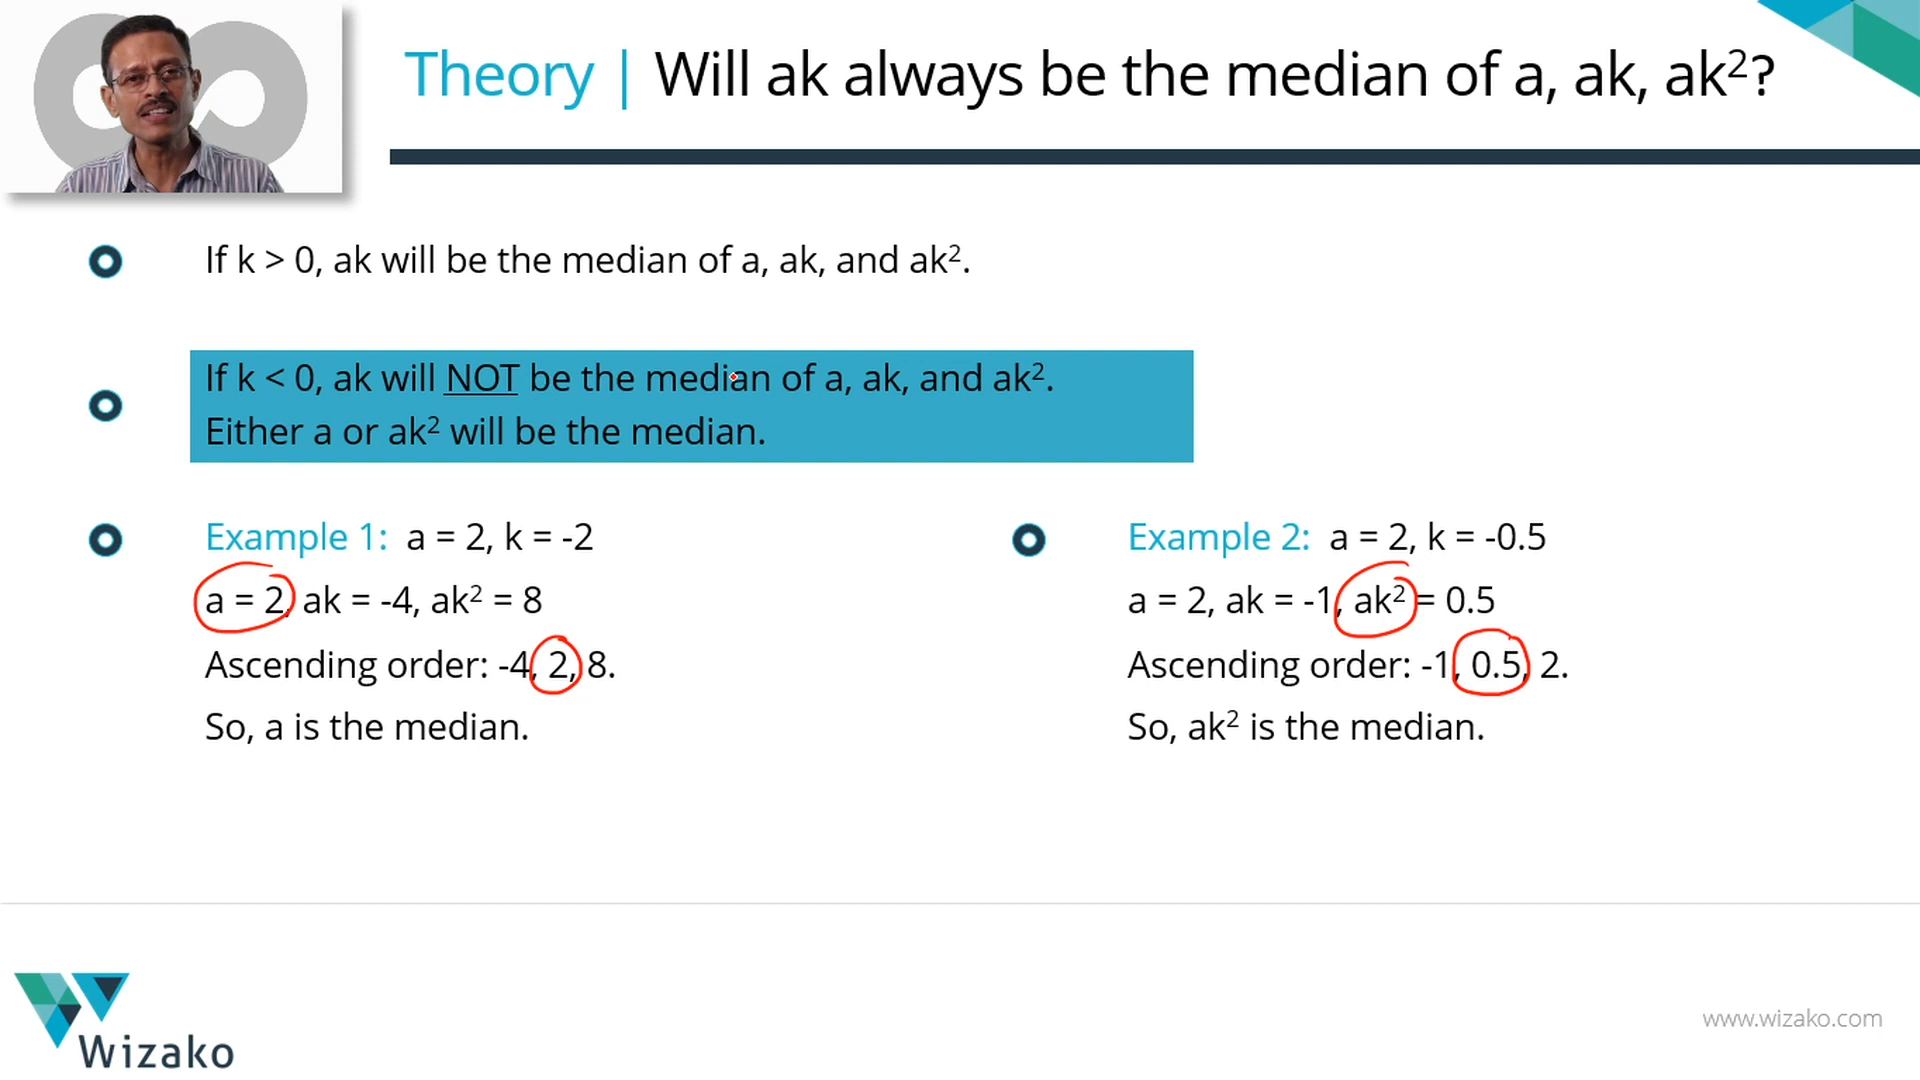 Theory | Will ak always be the median of a, ak, ak²?
If k > 0, ak will be the median of a, ak, and ak².
If k < 0, ak will NOT be the median of a, ak, and ak².
Either a or ak² will be the median.
Example 1: a = 2, k = -2
a = 2, ak = -4, ak² = 8
Ascending order: -4, 2, 8.
So, a is the median.
Example 2: a = 2, k = -0.5
a = 2, ak = -1, ak² = 0.5
Ascending order: -1, 0.5, 2.
So, ak² is the median.
Wizako
www.wizako.com